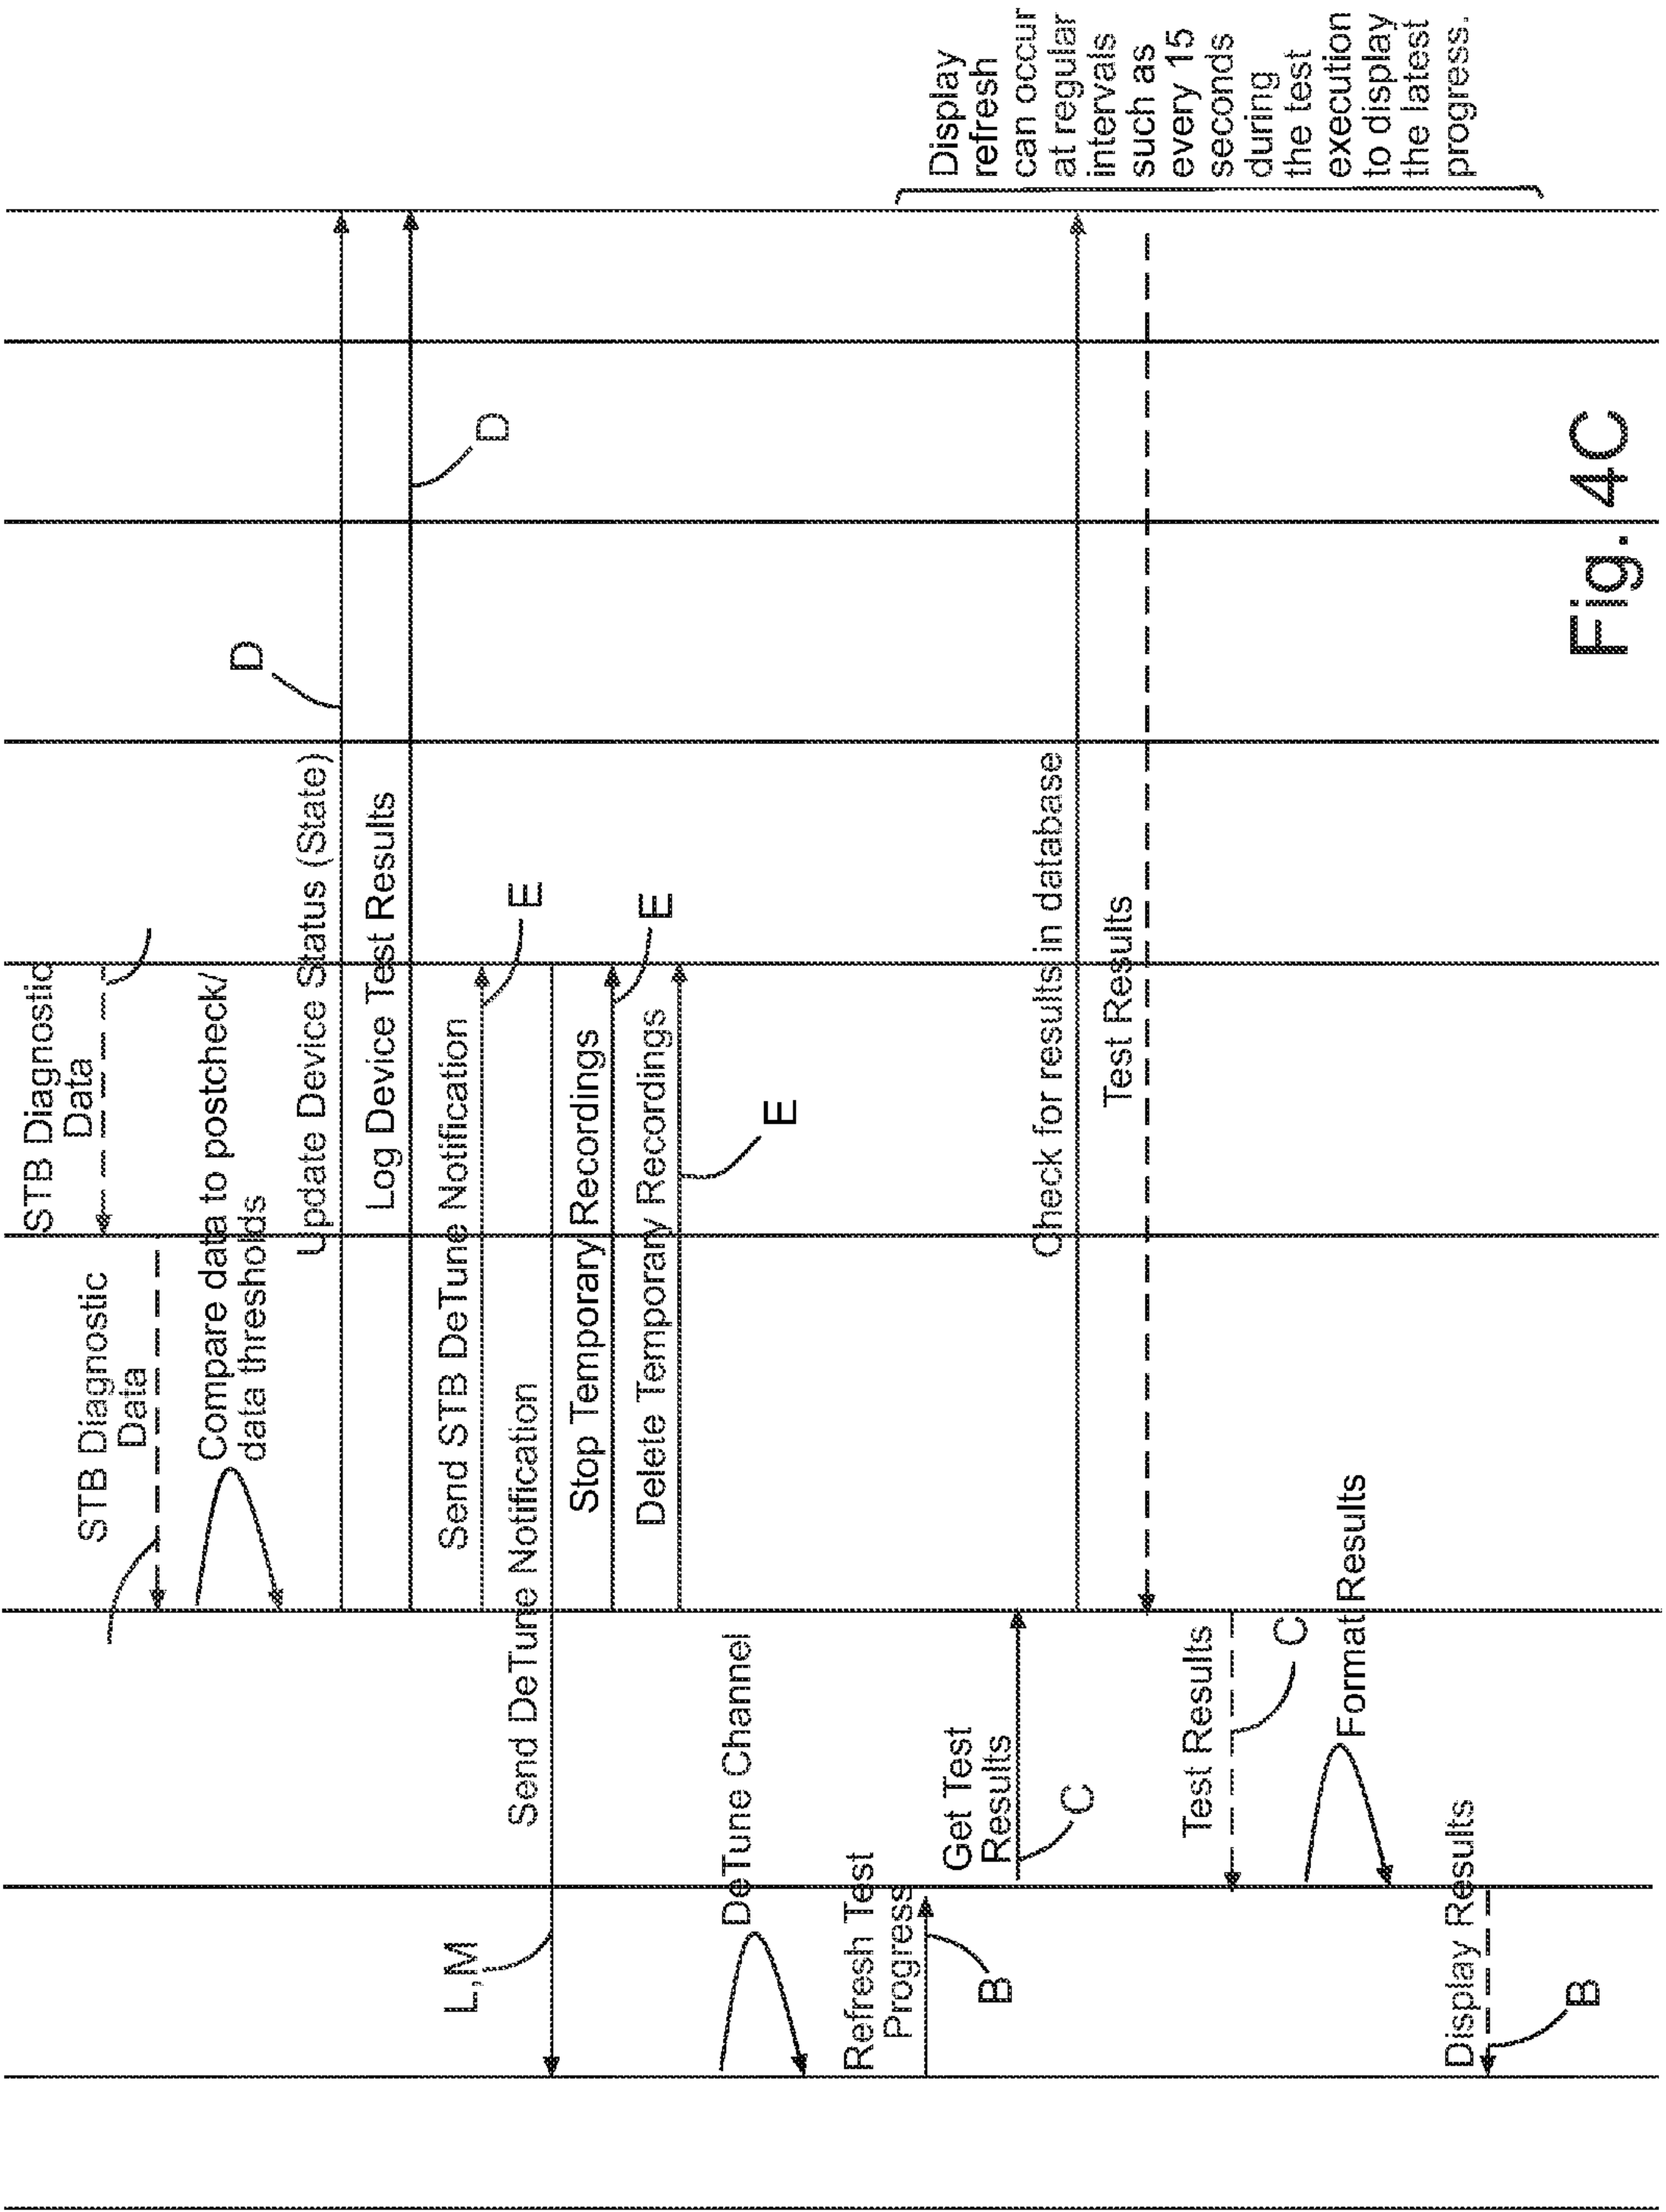 STB Diagnostic
Data
STB Diagnostic
Data
Compare data to postcheck/
data thresholds
Update Device Status (State)
D
Log Device Test Results
D
Send STB DeTune Notification
E
L,M
Send DeTune Notification
Stop Temporary Recordings
E
Delete Temporary Recordings
E
DeTune Channel
Refresh Test
Progress
B
Get Test
Results
C
Check for results in database
Test Results
Test Results
C
Format Results
Display Results
B
Display
refresh
can occur
at regular
intervals
such as
every 15
seconds
during
the test
execution
to display
the latest
progress.
Fig. 4C